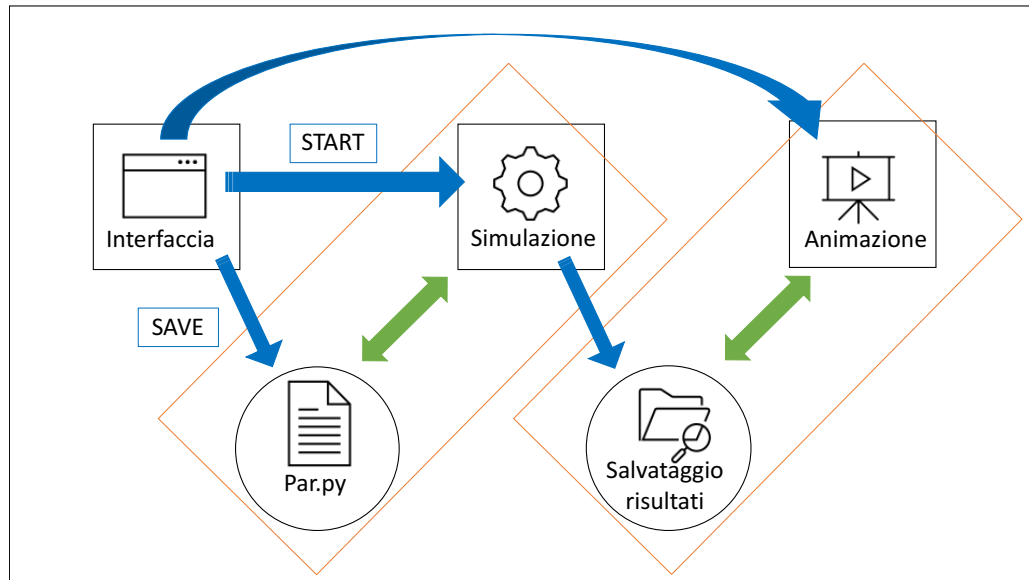 START
Interfaccia
Simulazione
Animazione
SAVE
Par.py
Salvataggio
risultati